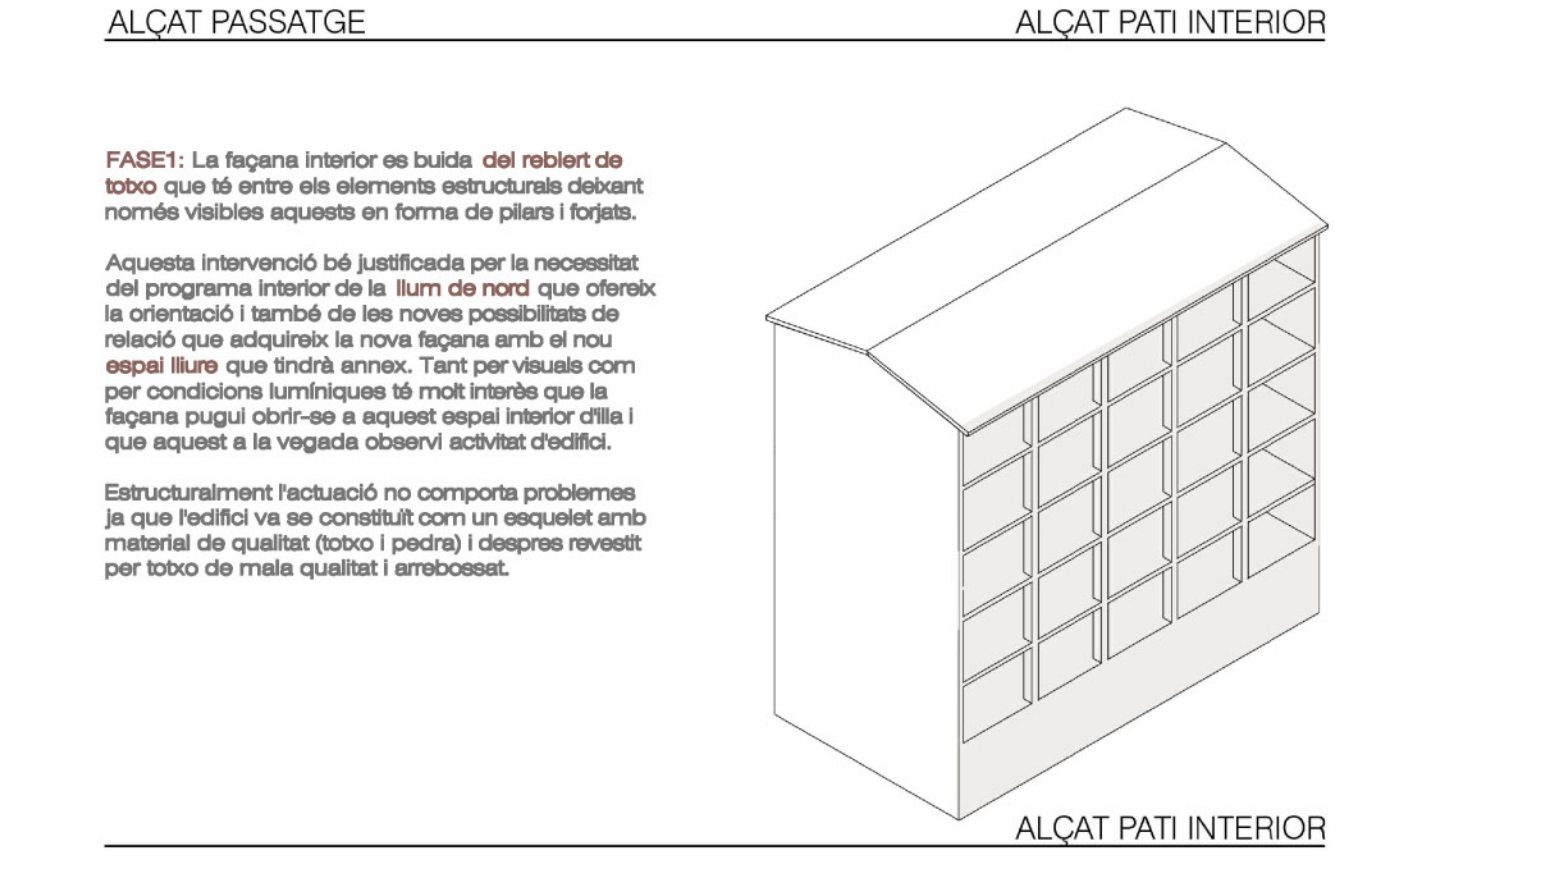 ALÇAT PASSATGE
ALÇAT PATI INTERIOR
FASE1: La façana interior es buida del reblert de
totxo que té entre els elements estructurals deixant
només visibles aquests en forma de pilars i forjats.
Aquesta intervenció bé justificada per la necessitat
del programa interior de la llum de nord que ofereix
la orientació i també de les noves possibilitats de
relació que adquireix la nova façana amb el nou
espai lliure que tindrà annex. Tant per visuals com
per condicions lumíniques té molt interès que la
façana pugui obrir-se a aquest espai interior d'illa i
que aquest a la vegada observi activitat d'edifici.
Estructuralment l'actuació no comporta problemes
ja que l'edifici va se constituït com un esquelet amb
material de qualitat (totxo i pedra) i despres revestit
per totxo de mala qualitat i arrebossat.
ALÇAT PATI INTERIOR